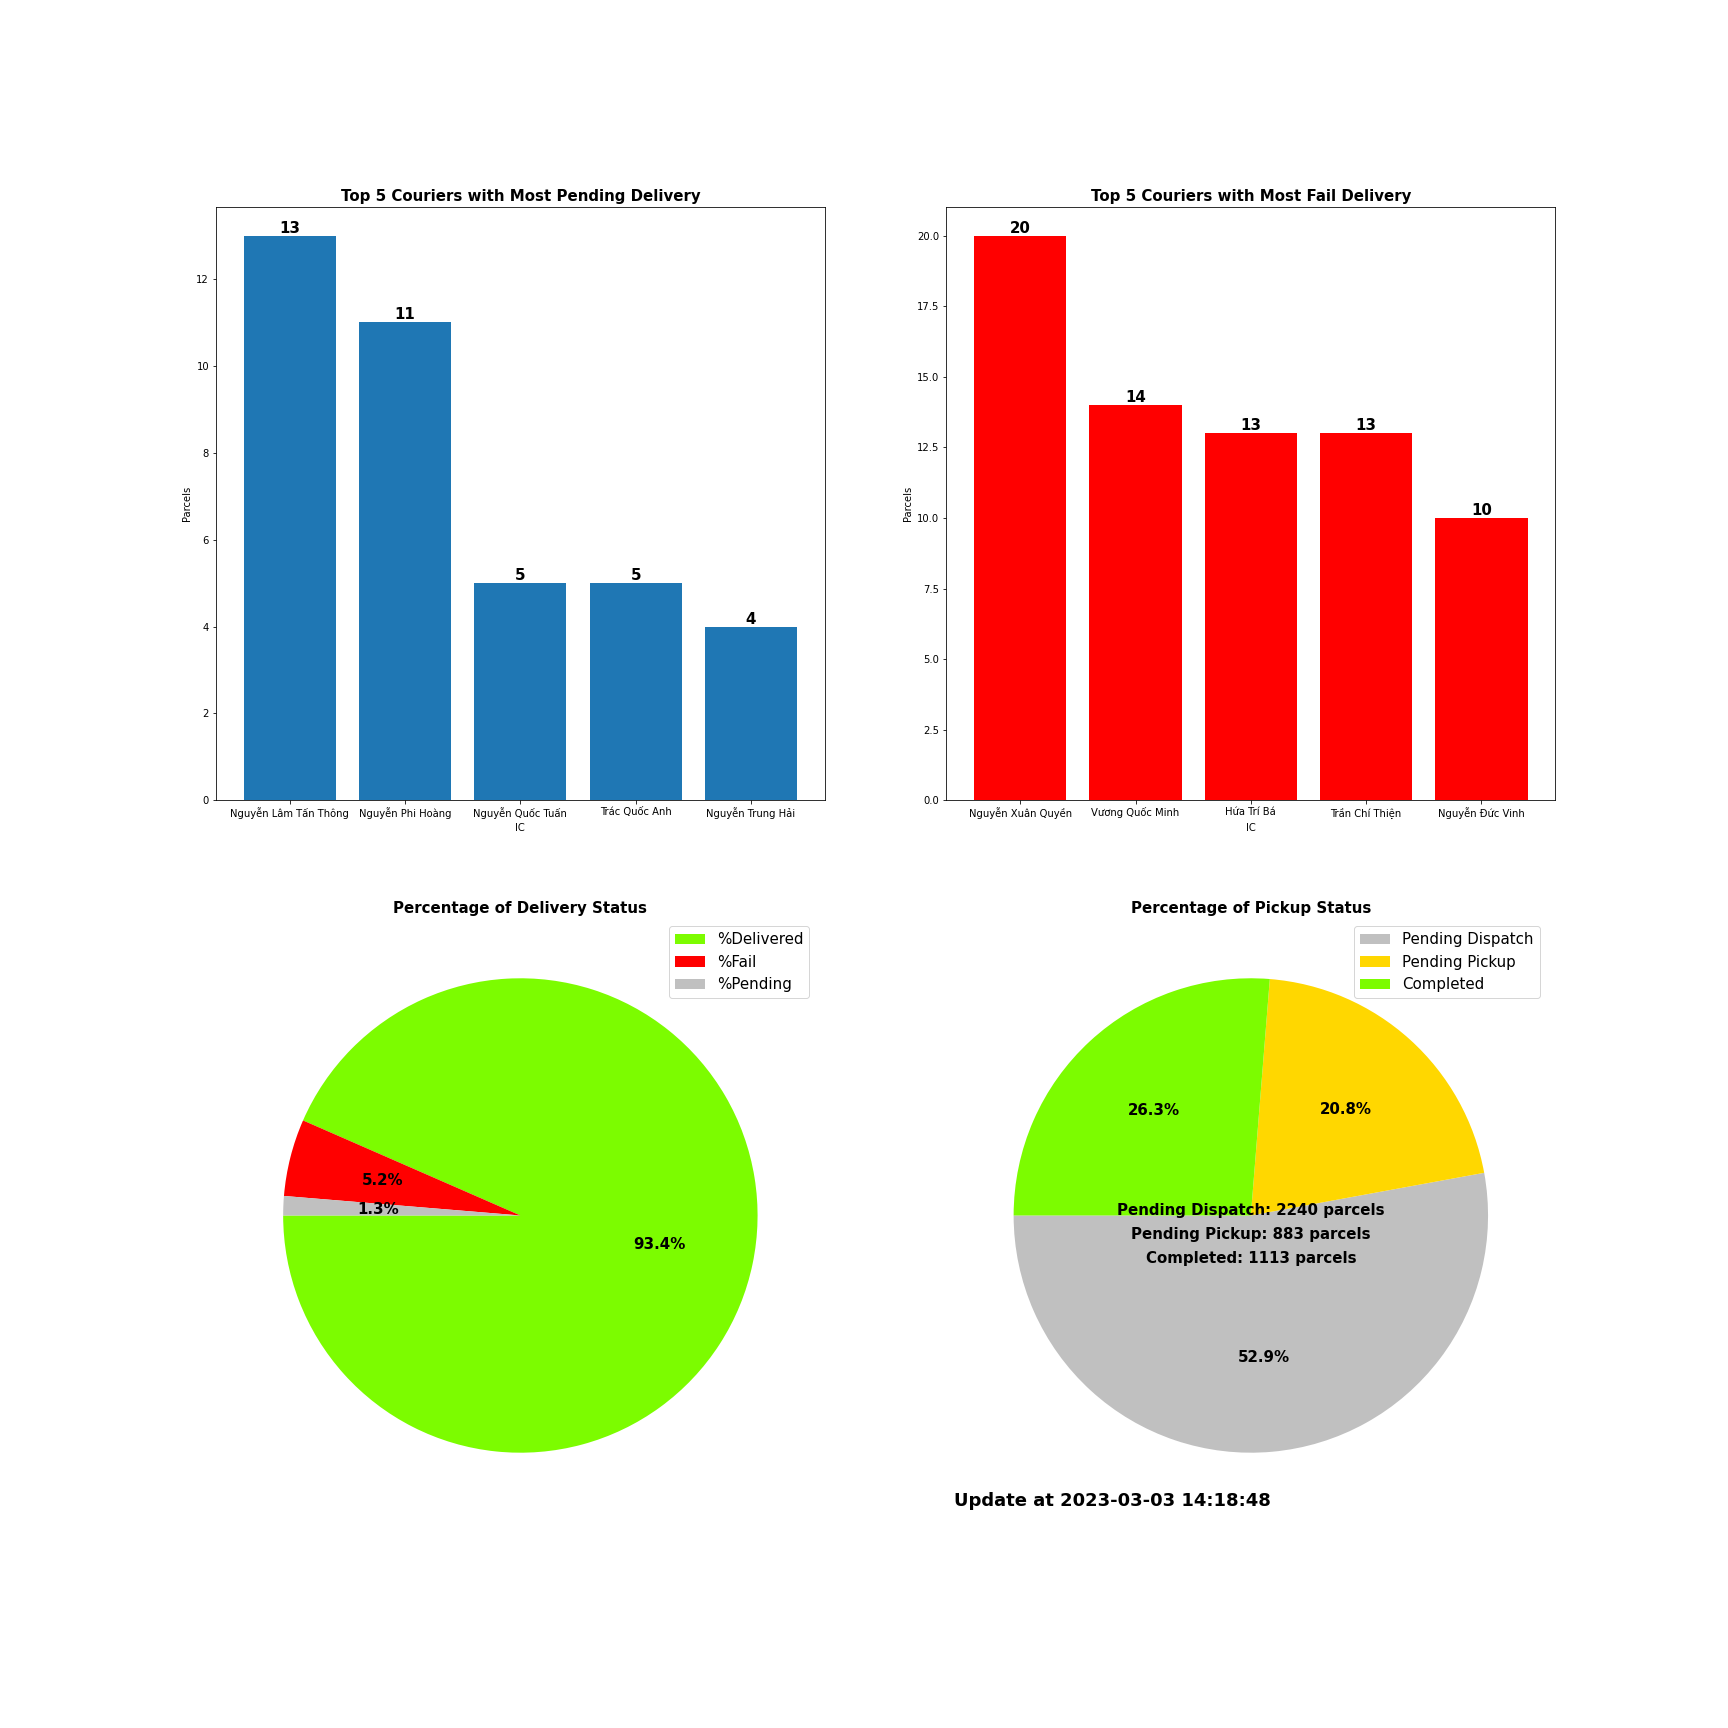 Top 5 Couriers with Most Pending Delivery
13
11
5
5
4
12
10
8
6
4
2
0
Parcels
Nguyễn Lâm Tấn Thông
Nguyễn Phi Hoàng
Nguyễn Quốc Tuấn
Trác Quốc Anh
Nguyễn Trung Hải
IC
Top 5 Couriers with Most Fail Delivery
20
14
13
13
10
20.0
17.5
15.0
12.5
10.0
7.5
5.0
2.5
0.0
Parcels
Nguyễn Xuân Quyền
Vương Quốc Minh
Hứa Trí Bá
Trần Chí Thiện
Nguyễn Đức Vinh
IC
Percentage of Delivery Status
%Delivered
%Fail
%Pending
5.2%
1.3%
93.4%
Percentage of Pickup Status
Pending Dispatch
Pending Pickup
Completed
26.3%
20.8%
Pending Dispatch: 2240 parcels
Pending Pickup: 883 parcels
Completed: 1113 parcels
52.9%
Update at 2023-03-03 14:18:48